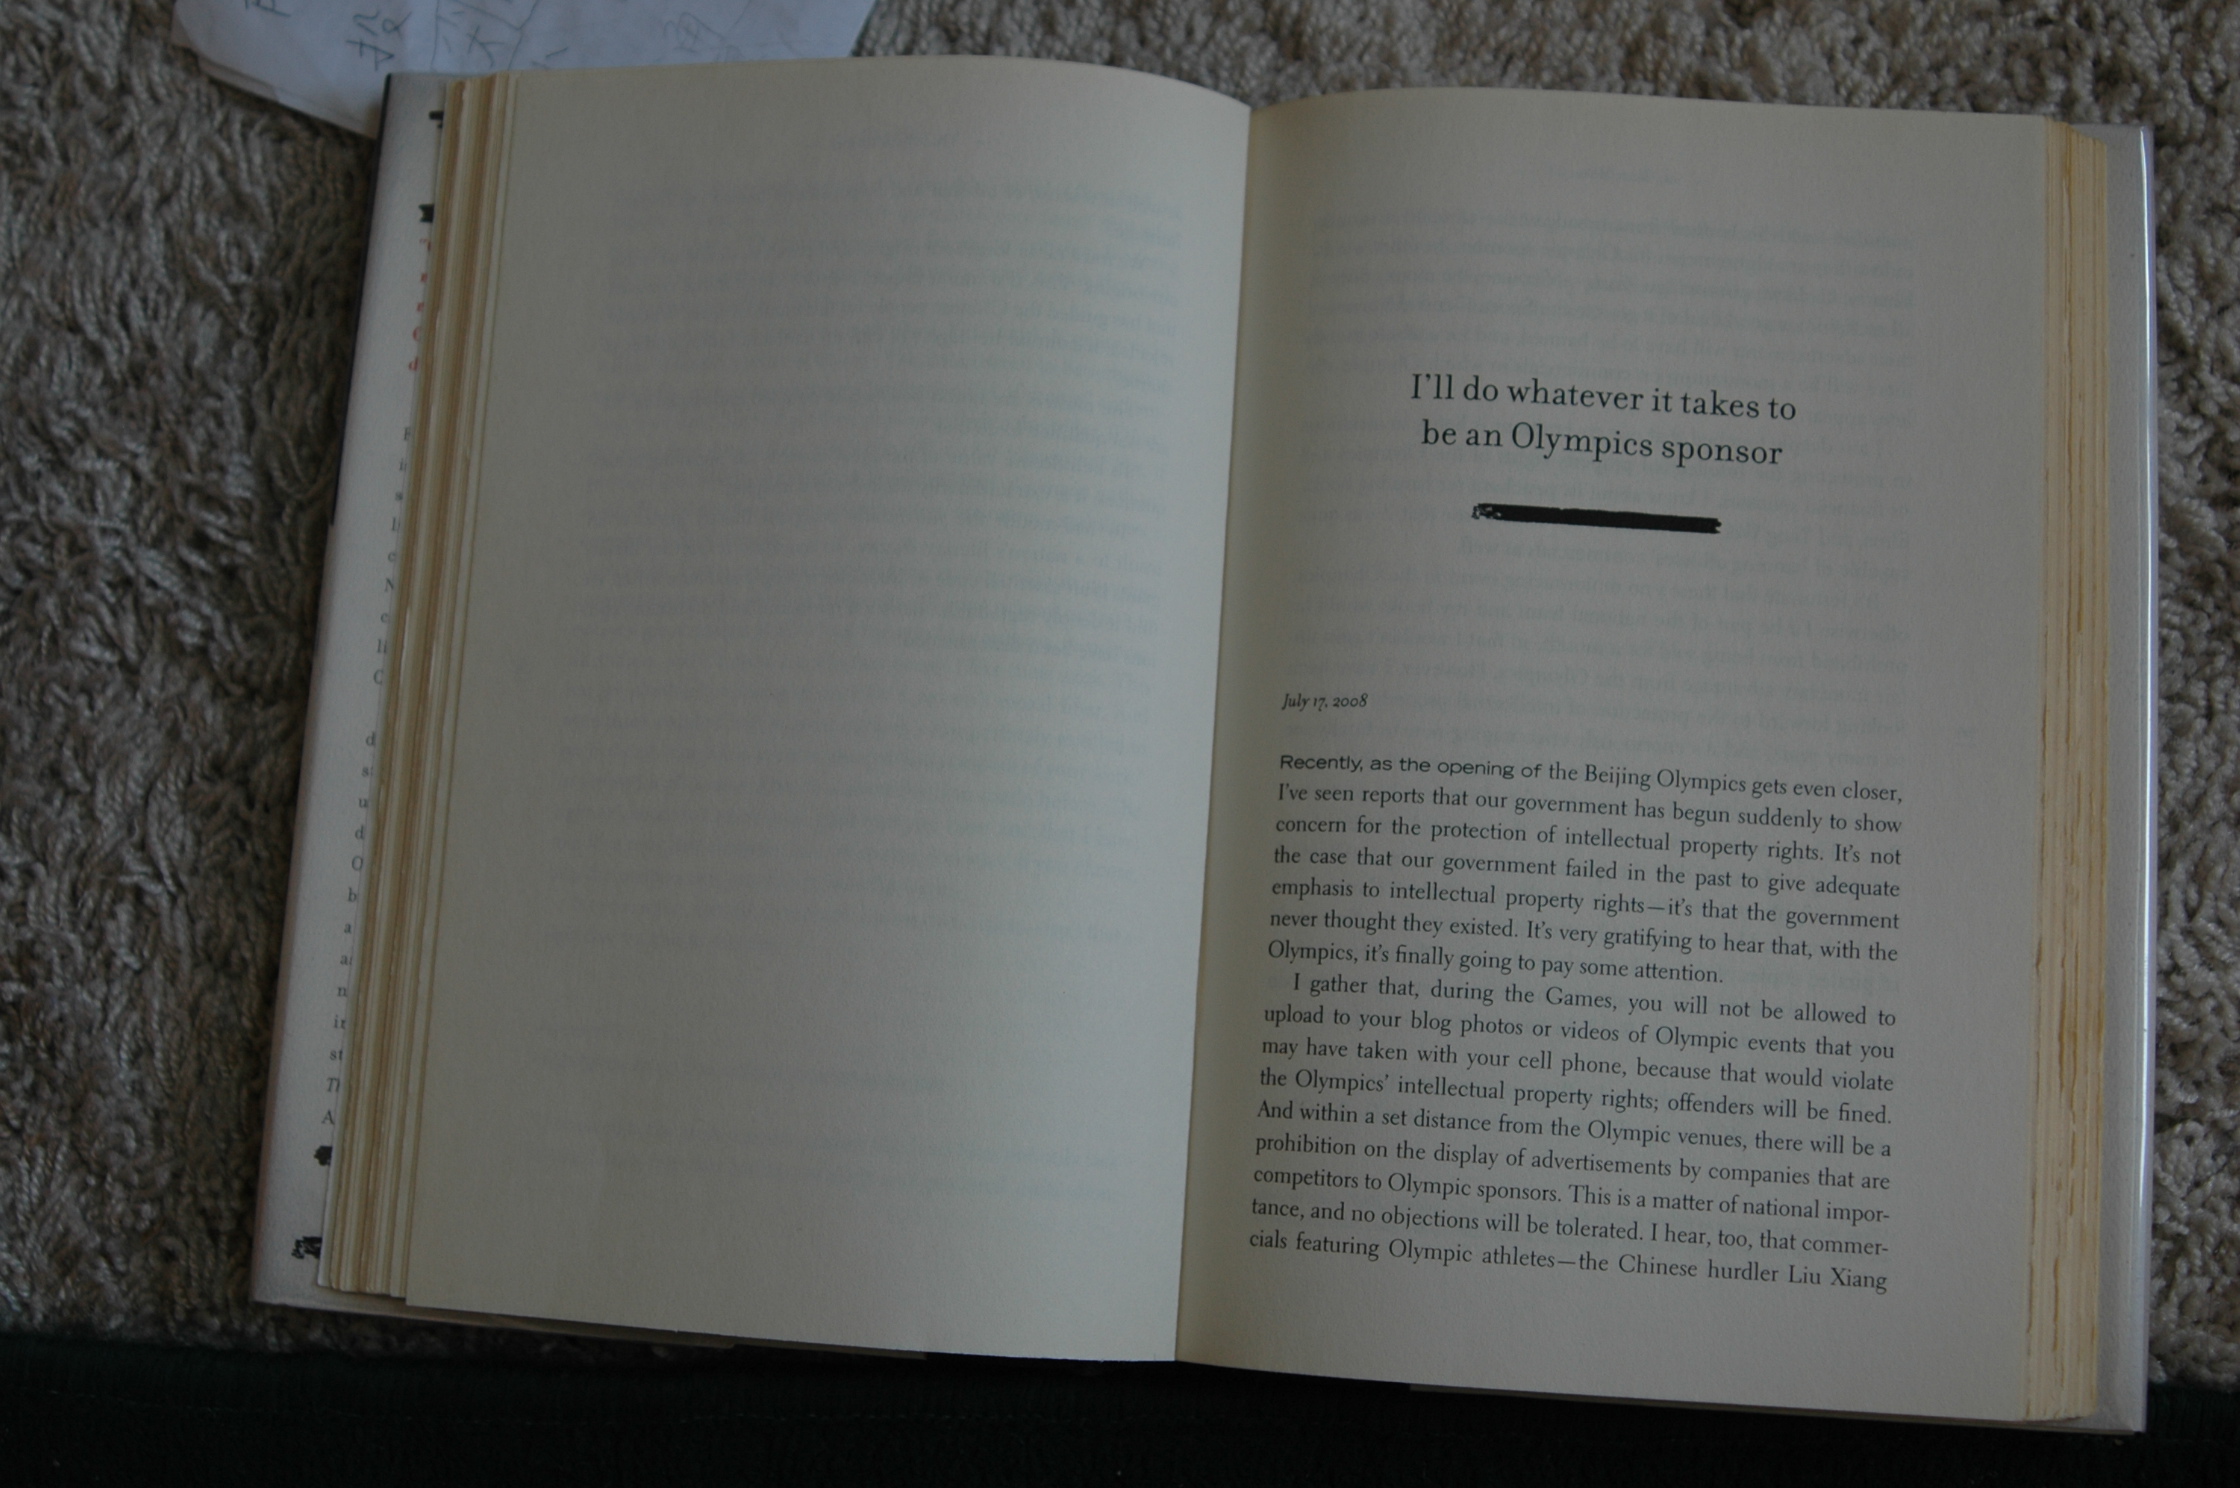 I'll do whatever it takes to
be an Olympics sponsor
July 17, 2008
Recently, as the opening of the Beijing Olympics gets even closer,
I've seen reports that our government has begun suddenly to show
concern for the protection of intellectual property rights. It's not
the case that our government failed in the past to give adequate
emphasis to intellectual property rights—it's that the government
never thought they existed. It's very gratifying to hear that, with the
Olympics, it's finally going to pay some attention.
I gather that, during the Games, you will not be allowed to
upload to your blog photos or videos of Olympic events that you
may have taken with your cell phone, because that would violate
the Olympics' intellectual property rights; offenders will be fined.
And within a set distance from the Olympic venues, there will be a
prohibition on the display of advertisements by companies that are
competitors to Olympic sponsors. This is a matter of national impor-
tance, and no objections will be tolerated. I hear, too, that commer-
cials featuring Olympic athletes—the Chinese hurdler Liu Xiang